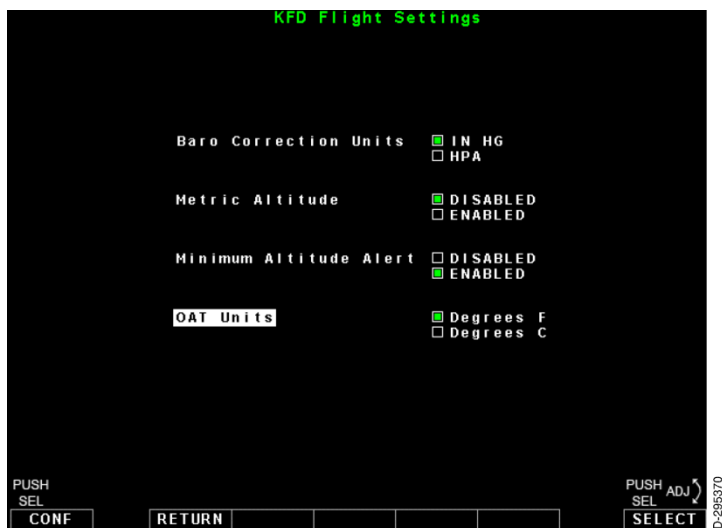 KFD Flight Settings
Baro Correction Units IN HG
HPA
Metric Altitude DISABLED
ENABLED
Minimum Altitude Alert DISABLED
ENABLED
OAT Units Degrees F
Degrees C
PUSH SEL PUSH SEL ADJ
CONF RETURN SELECT
0-295370